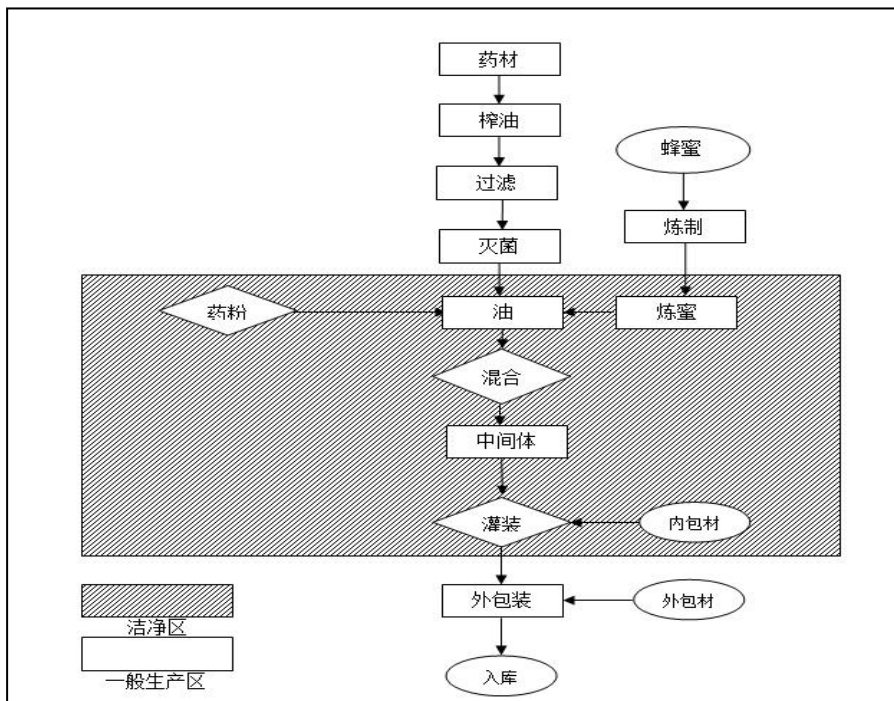 药材
榨油
蜂蜜
过滤
炼制
灭菌
药粉
油
炼蜜
混合
中间体
灌装
内包材
外包装
外包材
洁净区
一般生产区
入库